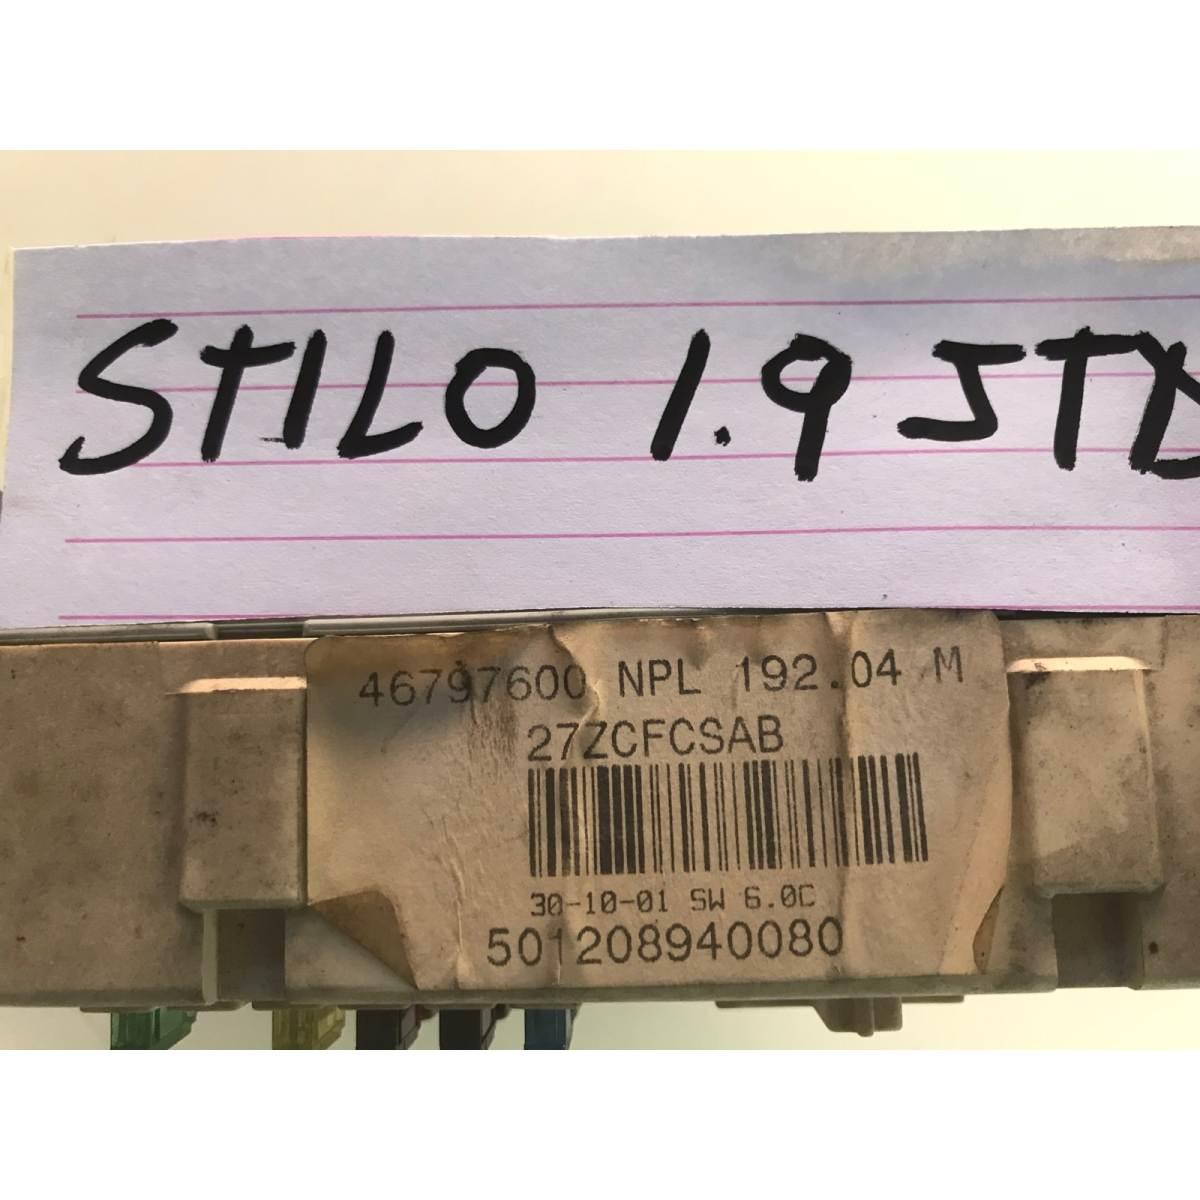 STILO 1.9 JTD
46797600 NPL 192.04 M
27ZCFCSAB
30-10-01 SW 6.0C
501208940080